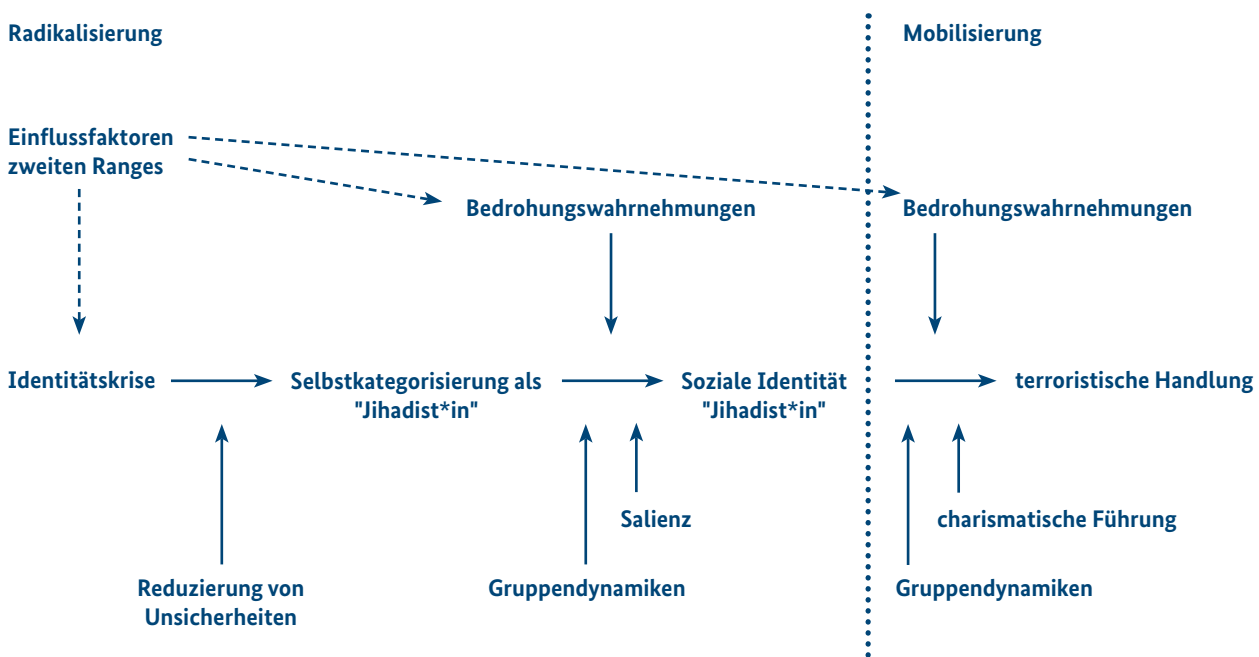 Radikalisierung
Mobilisierung
Einflussfaktoren
zweiten Ranges
Bedrohungswahrnehmungen
Bedrohungswahrnehmungen
Identitätskrise
Selbstkategorisierung als
"Jihadist*in"
Soziale Identität
"Jihadist*in"
terroristische Handlung
Salienz
charismatische Führung
Reduzierung von
Unsicherheiten
Gruppendynamiken
Gruppendynamiken